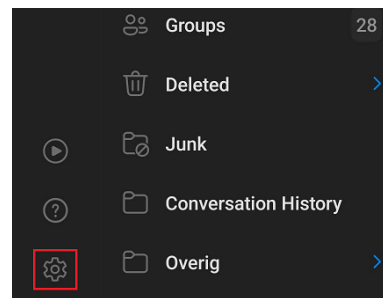 Groups 28
Deleted
Junk
Conversation History
?
Overig